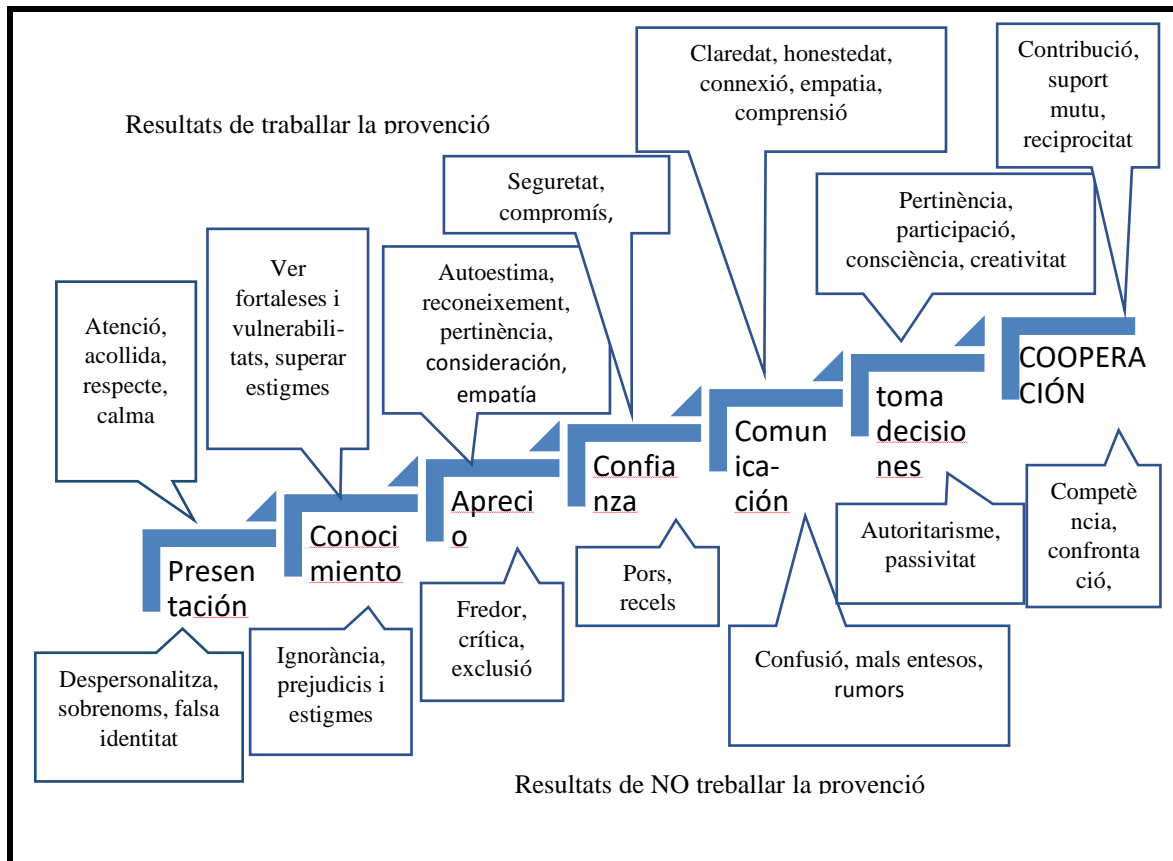 Resultats de traballar la provenció
Claredat, honestedat,
connexió, empatia,
comprensió
Contribució,
suport
mutu,
reciprocitat
Seguretat,
compromís,
Pertinència,
participació,
consciència, creativitat
Ver
fortaleses i
vulnerabili-
tats, superar
estigmes
Autoestima,
reconeixement,
pertinència,
consideración,
empatía
Atenció,
acollida,
respecte,
calma
Presen
tación
Conoci
miento
Apreci
o
Confia
nza
Comun
ica-
ción
toma
decisio
nes
COOPERA
CIÓN
Despersonalitza,
sobrenoms, falsa
identitat
Ignorància,
prejudicis i
estigmes
Fredor,
crítica,
exclusió
Pors,
recels
Confusió, mals entesos,
rumors
Autoritarisme,
passivitat
Competè
ncia,
confronta
ció,
Resultats de NO treballar la provenció